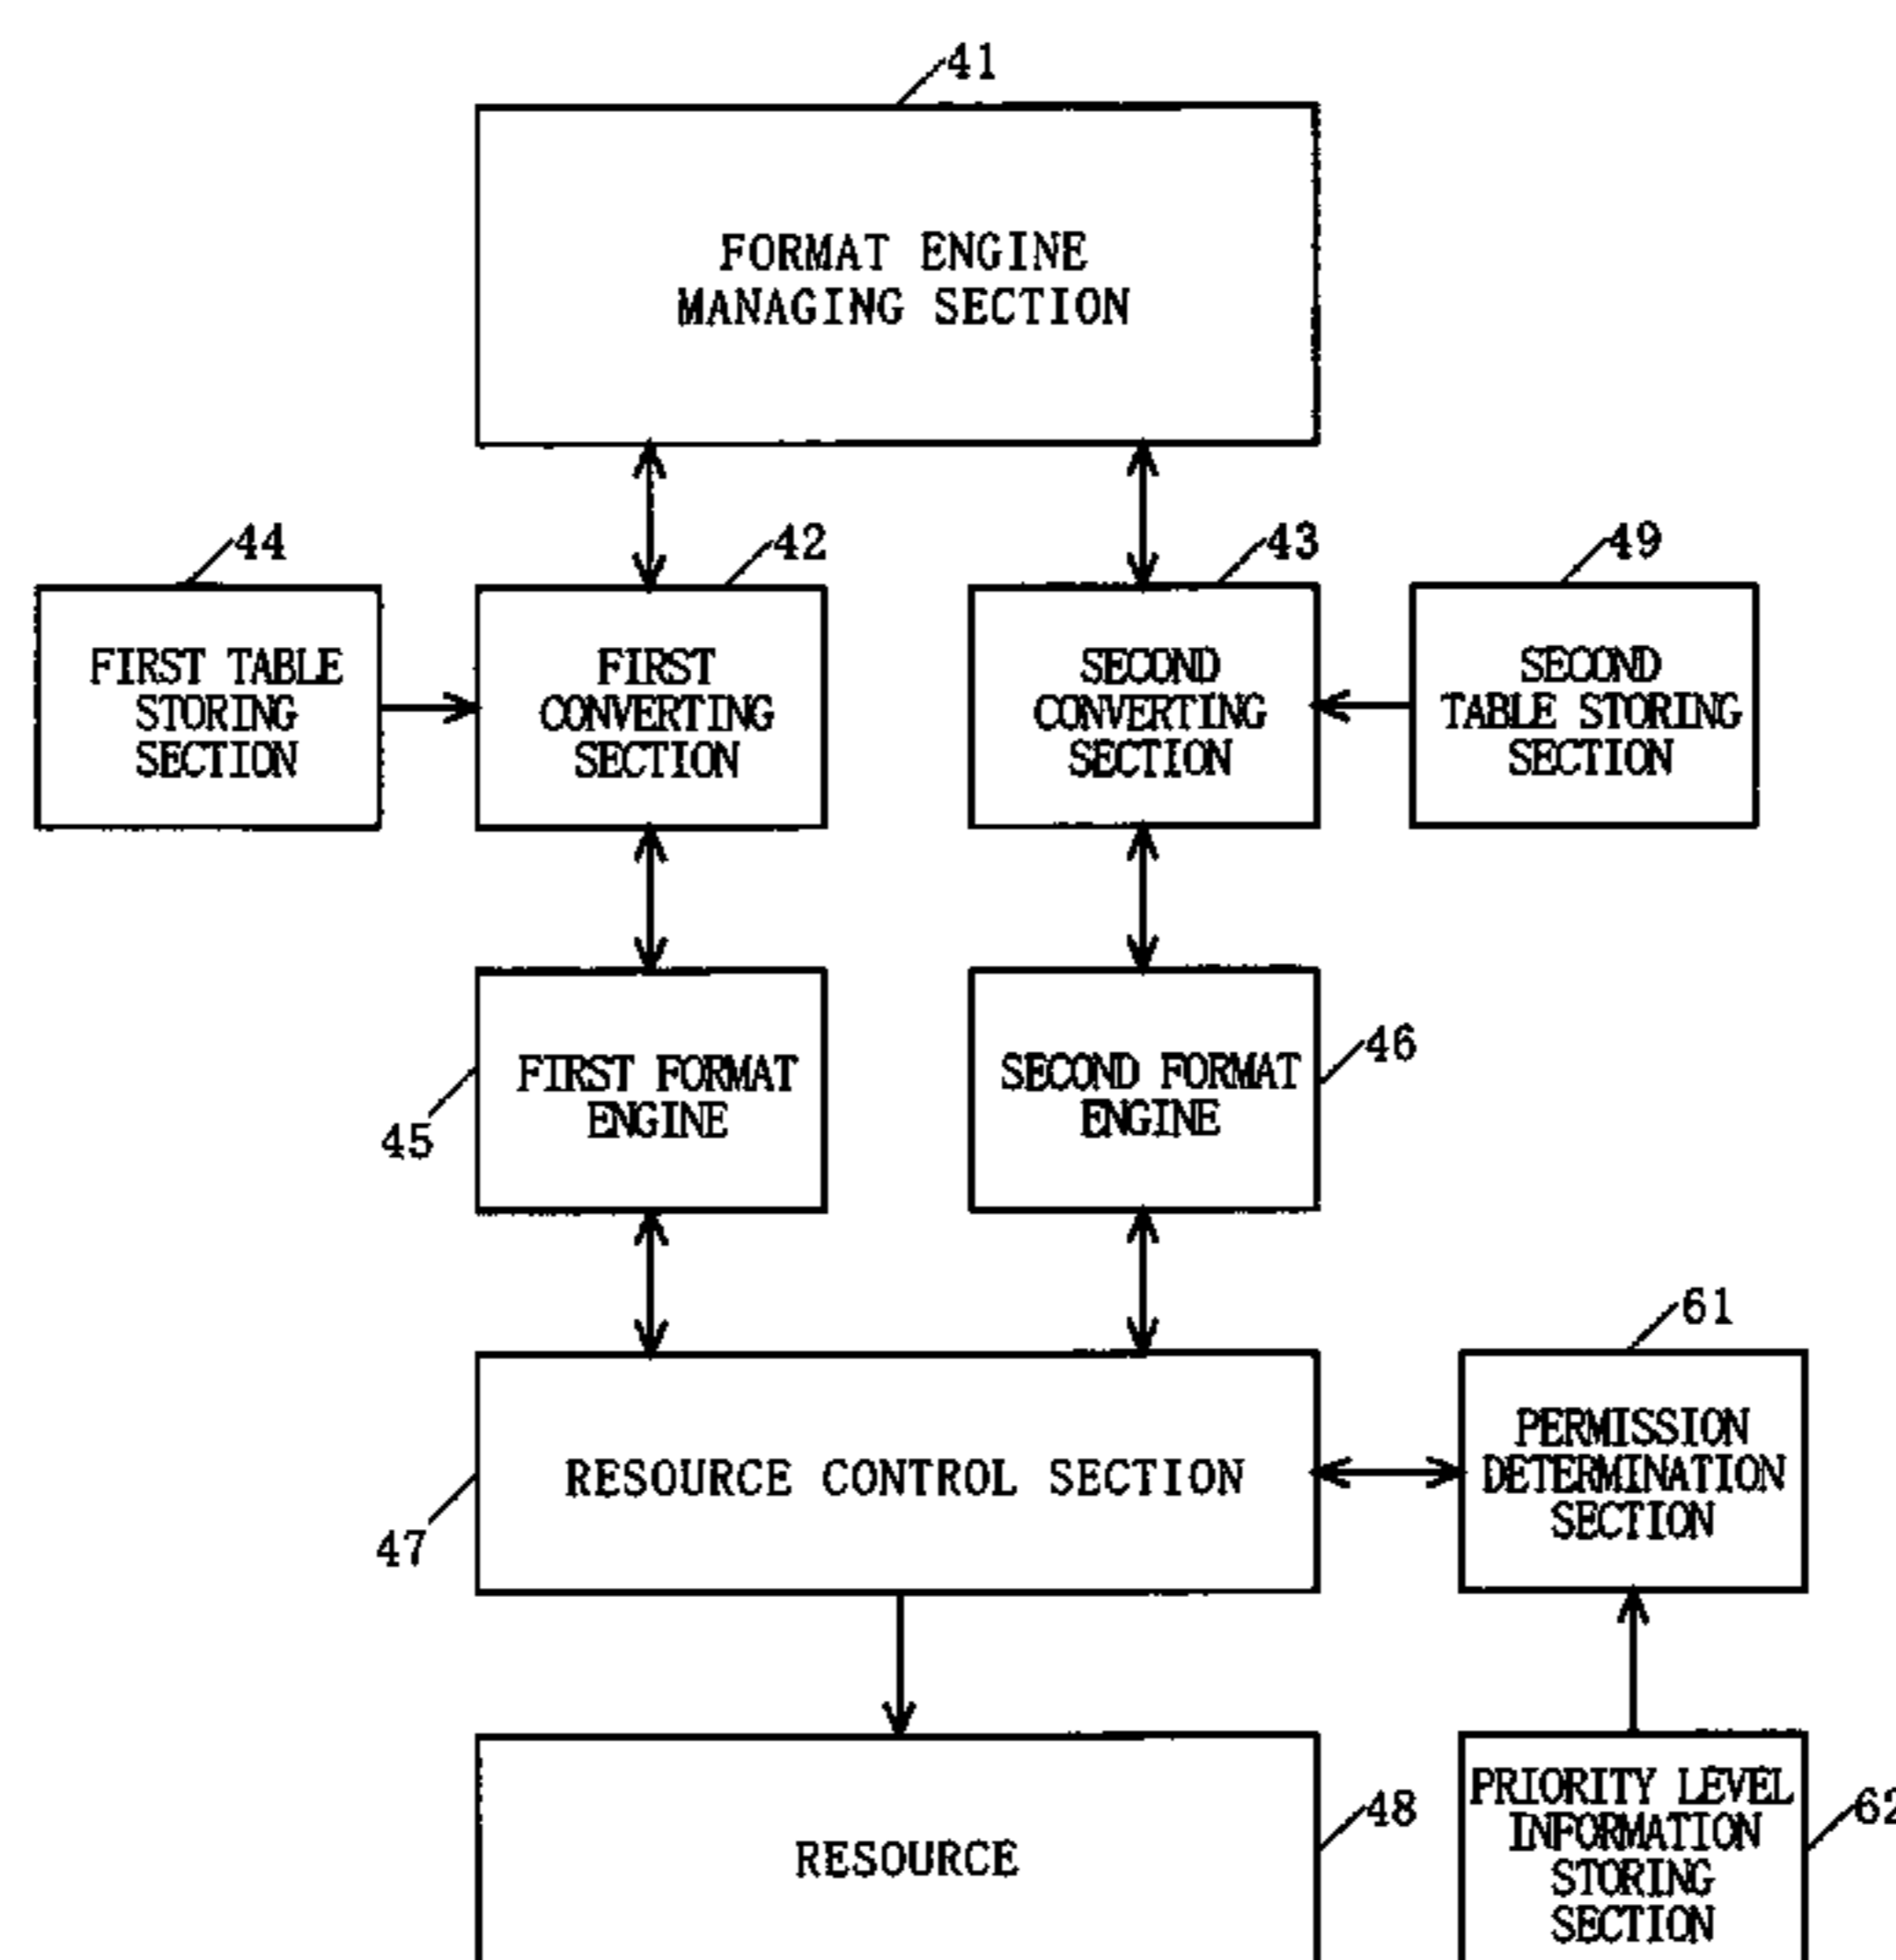 41
FORMAT ENGINE
MANAGING SECTION
44
42
43
49
FIRST TABLE
STORING
SECTION
FIRST
CONVERTING
SECTION
SECOND
CONVERTING
SECTION
SECOND
TABLE STORING
SECTION
45
FIRST FORMAT
ENGINE
SECOND FORMAT
ENGINE
46
61
47
RESOURCE CONTROL SECTION
PERMISSION
DETERMINATION
SECTION
RESOURCE
48
PRIORITY LEVEL
INFORMATION
STORING
SECTION
62